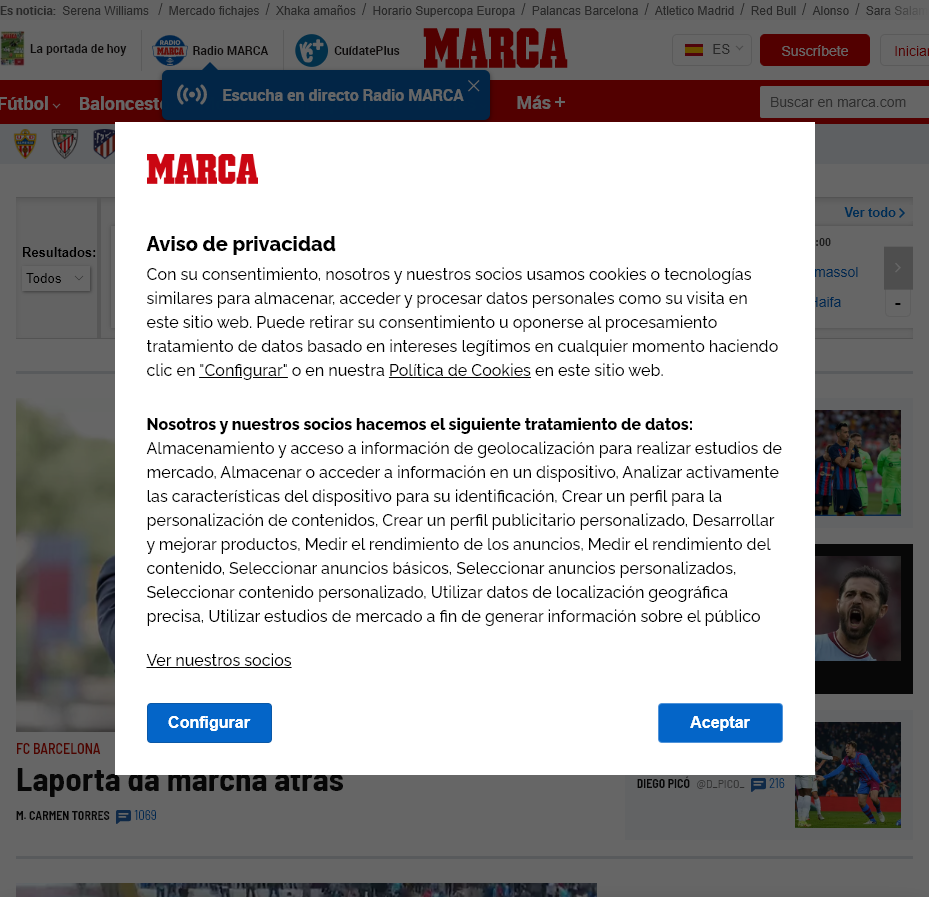 Es noticia: Serena Williams / Mercado fichajes / Xhaka amaños / Horario Supercopa Europa / Palancas Barcelona / Atletico Madrid / Red Bull / Alonso / Sara Salan
La portada de hoy
RADIO MARCA
Radio MARCA
CuídatePlus
MARCA
ES
Suscríbete
Inicia
Escucha en directo Radio MARCA
Fútbol
Baloncest
Más +
Buscar en marca.com
MARCA
Ver todo
Resultados:
Todos
:00
massol
Haifa
-
Aviso de privacidad
Con su consentimiento, nosotros y nuestros socios usamos cookies o tecnologías
similares para almacenar, acceder y procesar datos personales como su visita en
este sitio web. Puede retirar su consentimiento u oponerse al procesamiento
tratamiento de datos basado en intereses legítimos en cualquier momento haciendo
clic en "Configurar" o en nuestra Política de Cookies en este sitio web.
Nosotros y nuestros socios hacemos el siguiente tratamiento de datos:
Almacenamiento y acceso a información de geolocalización para realizar estudios de
mercado, Almacenar o acceder a información en un dispositivo, Analizar activamente
las características del dispositivo para su identificación, Crear un perfil para la
personalización de contenidos, Crear un perfil publicitario personalizado, Desarrollar
y mejorar productos, Medir el rendimiento de los anuncios, Medir el rendimiento del
contenido, Seleccionar anuncios básicos, Seleccionar anuncios personalizados,
Seleccionar contenido personalizado, Utilizar datos de localización geográfica
precisa, Utilizar estudios de mercado a fin de generar información sobre el público
Ver nuestros socios
Configurar
Aceptar
FC BARCELONA
Laporta da marcha atrás
M. CARMEN TORRES 1069
DIEGO PICÓ @D_PICO_ 216